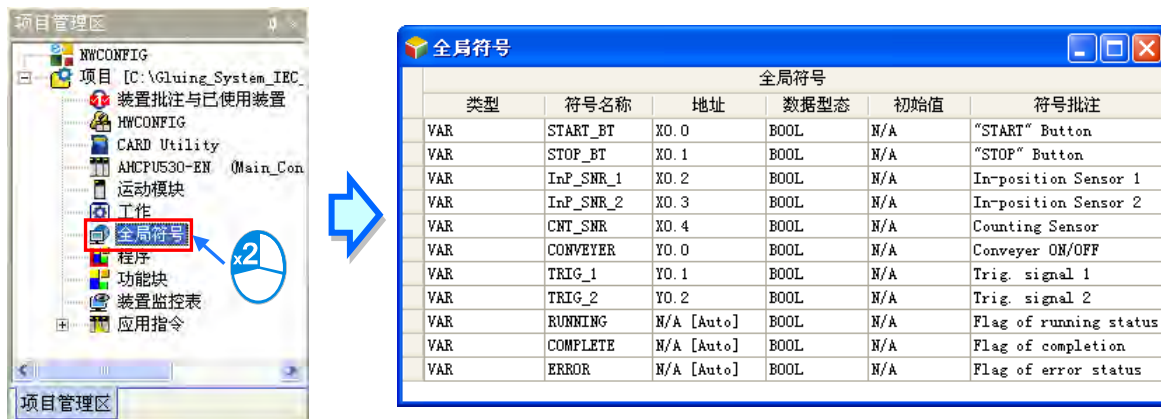 项目管理区
NWCONFIG
项目 [C:\Gluing_System_IEC_
装置批注与已使用装置
HWCONFIG
CARD Utility
AHCPU530-EN (Main_Con
运动模块
工作
全局符号
程序
功能块
装置监控表
应用指令
项目管理区
x2
全局符号
全局符号
类型 符号名称 地址 数据型态 初始值 符号批注
VAR START_BT X0.0 BOOL N/A "START" Button
VAR STOP_BT X0.1 BOOL N/A "STOP" Button
VAR InP_SNR_1 X0.2 BOOL N/A In-position Sensor 1
VAR InP_SNR_2 X0.3 BOOL N/A In-position Sensor 2
VAR CNT_SNR X0.4 BOOL N/A Counting Sensor
VAR CONVEYER Y0.0 BOOL N/A Conveyer ON/OFF
VAR TRIG_1 Y0.1 BOOL N/A Trig. signal 1
VAR TRIG_2 Y0.2 BOOL N/A Trig. signal 2
VAR RUNNING N/A [Auto] BOOL N/A Flag of running status
VAR COMPLETE N/A [Auto] BOOL N/A Flag of completion
VAR ERROR N/A [Auto] BOOL N/A Flag of error status